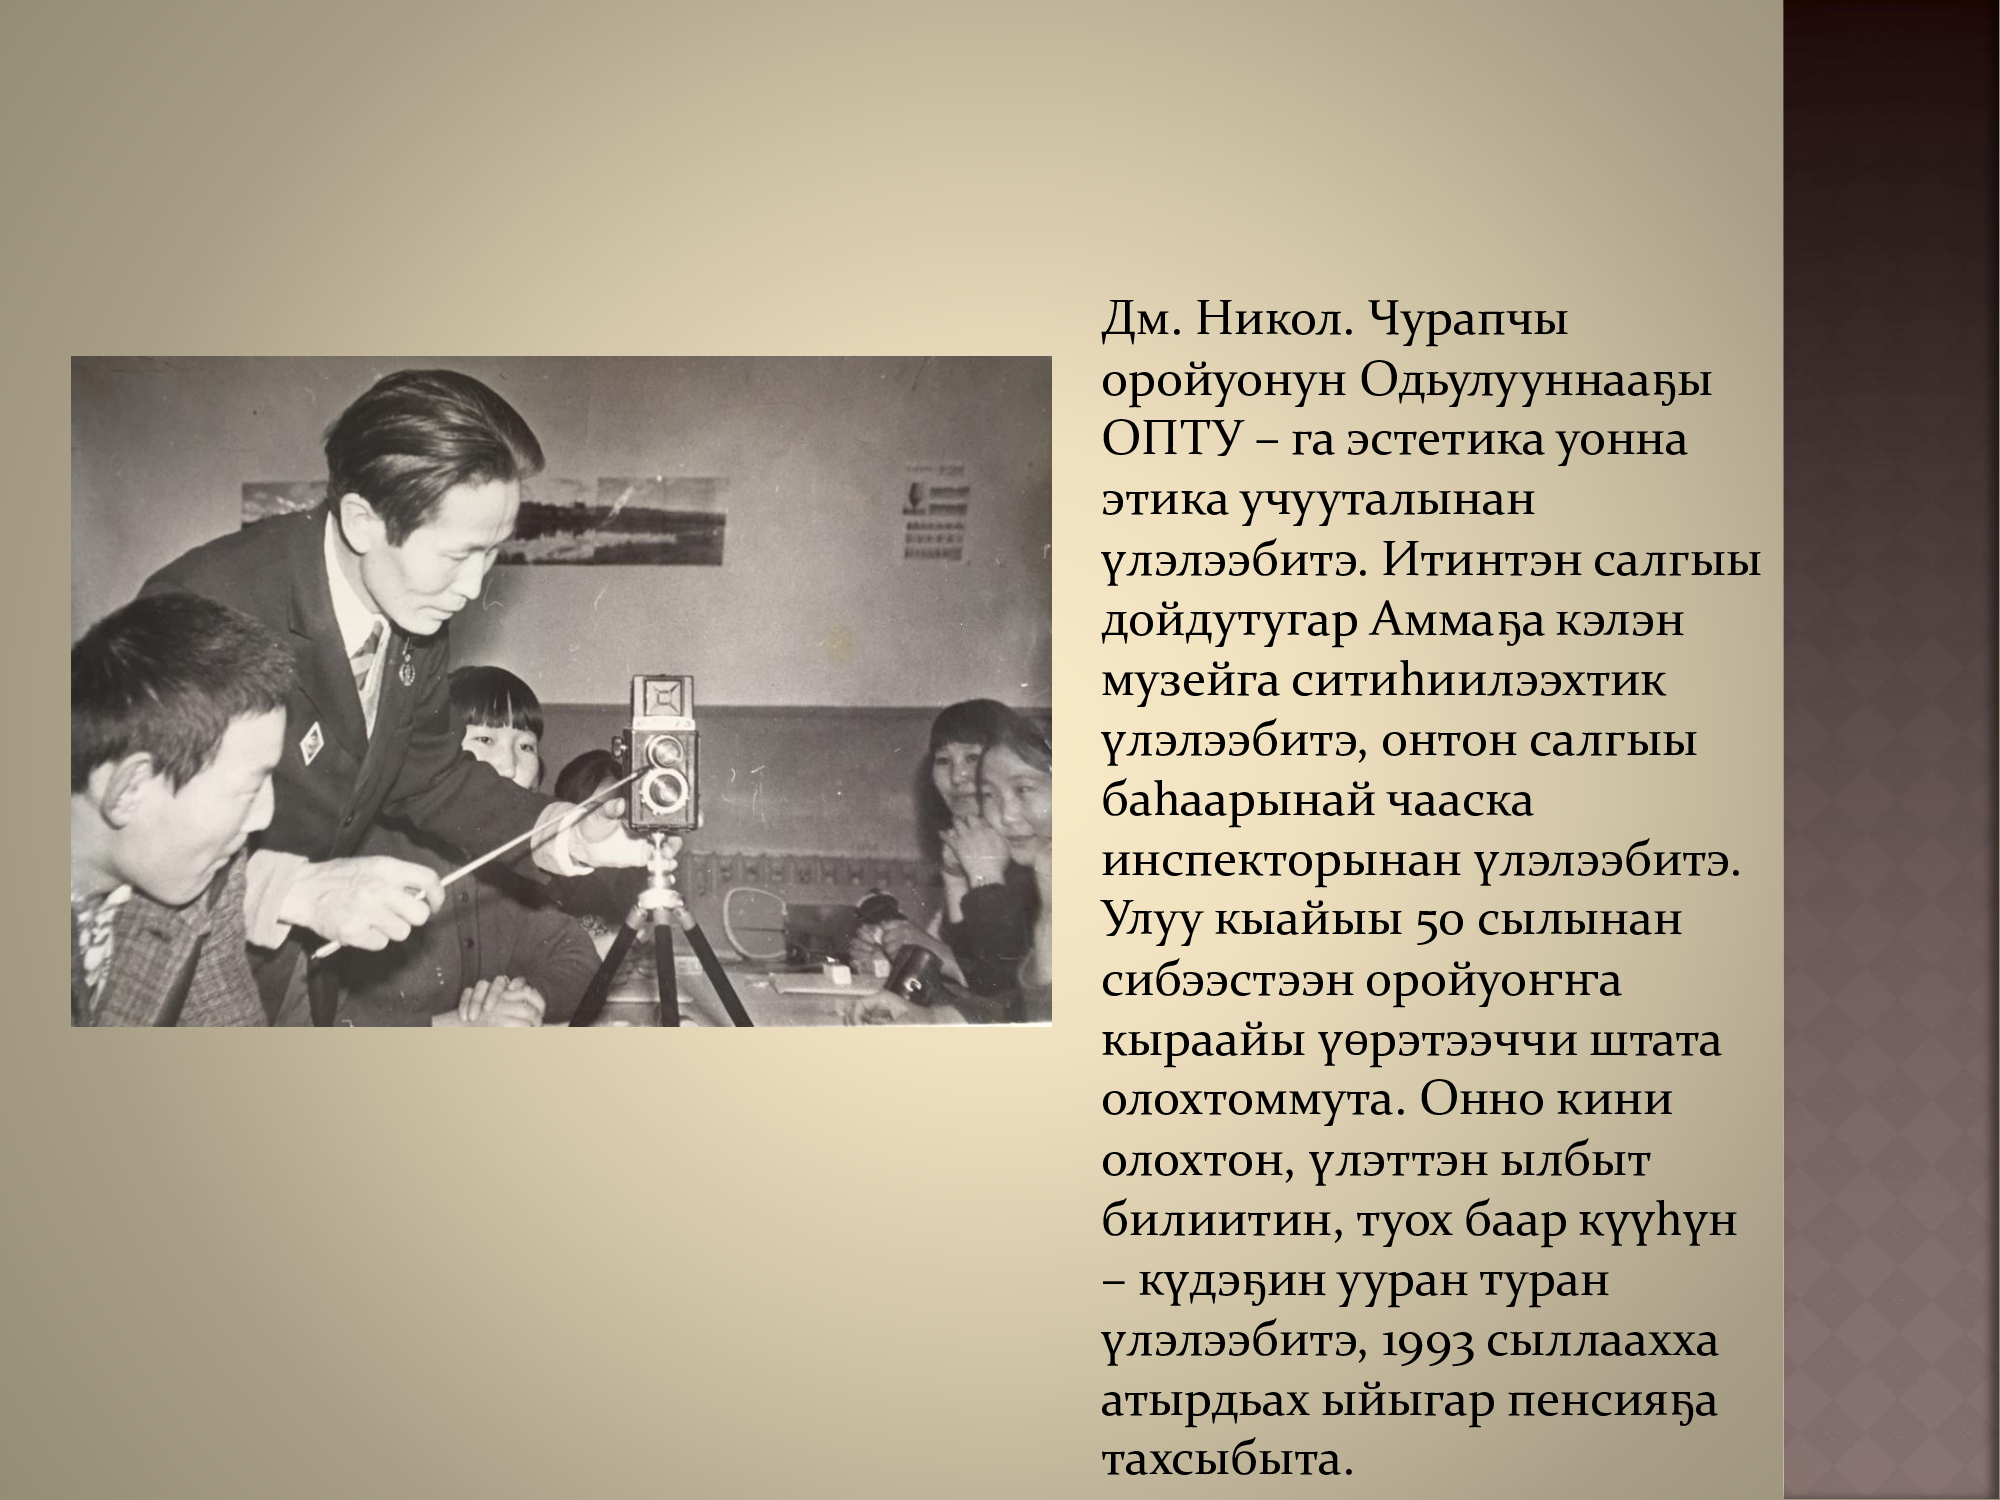 Дм. Никол. Чурапчы
оройуонун Одьулууннааҕы
ОПТУ – га эстетика уонна
этика учууталынан
үлэлээбитэ. Итинтэн салгыы
дойдутугар Аммаҕа кэлэн
музейга ситиһиилээхтик
үлэлээбитэ, онтон салгыы
баһаарынай чааска
инспекторынан үлэлээбитэ.
Улуу кыайыы 50 сылынан
сибээстээн оройуоҥҥа
кыраайы үөрэтээччи штата
олохтоммута. Онно кини
олохтон, үлэттэн ылбыт
билиитин, туох баар күүһүн
– күдэҕин ууран туран
үлэлээбитэ, 1993 сыллаахха
атырдьах ыйыгар пенсияҕа
тахсыбыта.